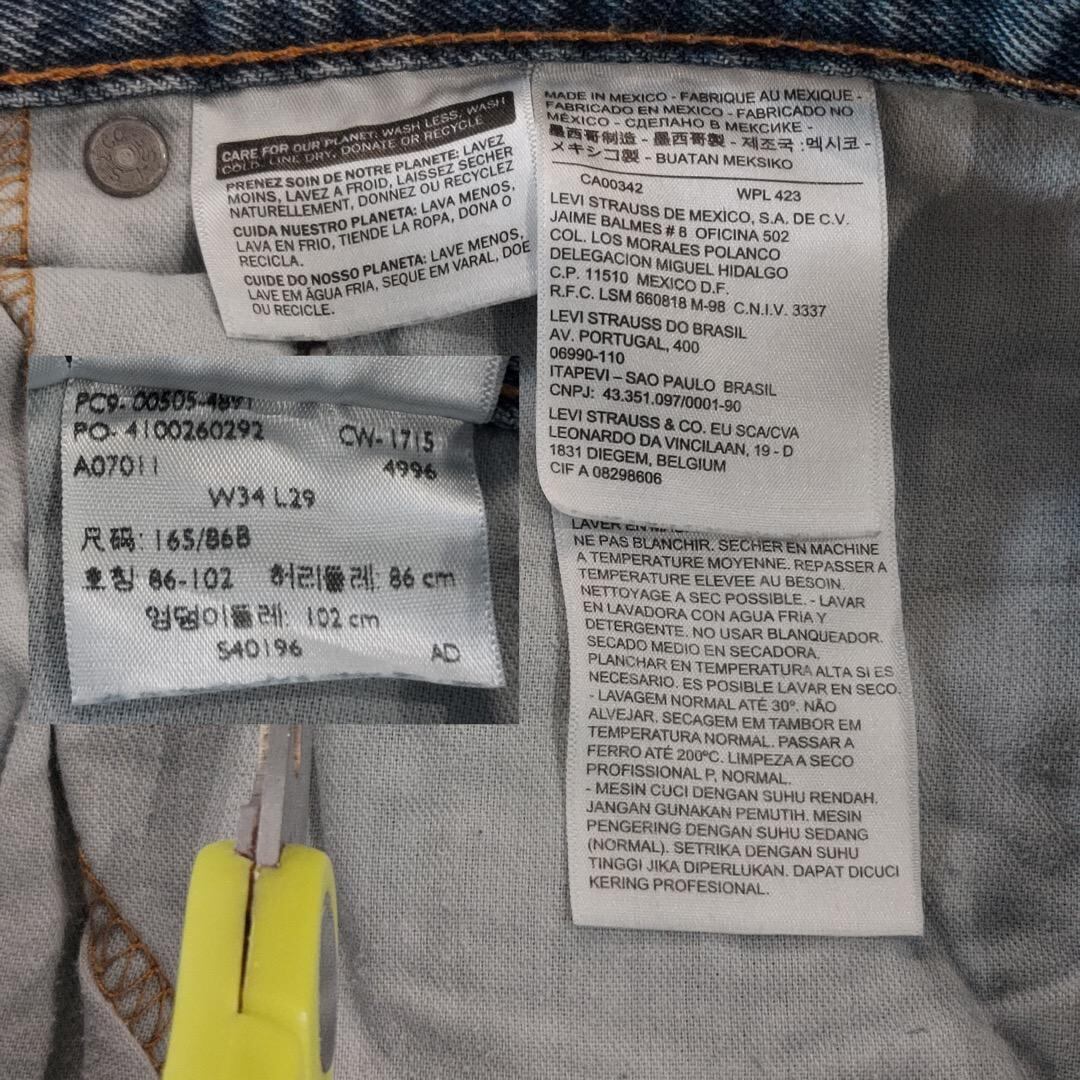 CARE FOR OUR PLANET: WASH LESS, WASH
COLD, LINE DRY, DONATE OR RECYCLE
PRENEZ SOIN DE NOTRE PLANETE: LAVEZ
MOINS, LAVEZ A FROID, LAISSEZ SECHER
NATURELLEMENT, DONNEZ OU RECYCLEZ
CUIDA NUESTRO PLANETA: LAVA MENOS,
LAVA EN FRIO, TIENDE LA ROPA, DONA O
RECICLA.
CUIDE DO NOSSO PLANETA: LAVE MENOS,
LAVE EM ÁGUA FRIA, SEQUE EM VARAL, DOE
OU RECICLE.
MADE IN MEXICO - FABRIQUE AU MEXIQUE -
FABRICADO EN MEXICO - FABRICADO NO
MÉXICO - СДЕЛАНО В МЕКСИКЕ -
墨西哥制造 - 墨西哥製 - 제조국 :멕시코 -
メキシコ製 - BUATAN MEKSIKO
CA00342 WPL 423
LEVI STRAUSS DE MEXICO, S.A. DE C.V.
JAIME BALMES # 8 OFICINA 502
COL. LOS MORALES POLANCO
DELEGACION MIGUEL HIDALGO
C.P. 11510 MEXICO D.F.
R.F.C. LSM 660818 M-98 C.N.I.V. 3337
LEVI STRAUSS DO BRASIL
AV. PORTUGAL, 400
06990-110
ITAPEVI – SAO PAULO BRASIL
CNPJ: 43.351.097/0001-90
LEVI STRAUSS & CO. EU SCA/CVA
LEONARDO DA VINCILAAN, 19 - D
1831 DIEGEM, BELGIUM
CIF A 08298606
LAVER EN
NE PAS BLANCHIR. SECHER EN MACHINE
A TEMPERATURE MOYENNE. REPASSER A
TEMPERATURE ELEVEE AU BESOIN.
NETTOYAGE A SEC POSSIBLE. - LAVAR
EN LAVADORA CON AGUA FRIA Y
DETERGENTE. NO USAR BLANQUEADOR.
SECADO MEDIO EN SECADORA.
PLANCHAR EN TEMPERATURA ALTA SI ES
NECESARIO. ES POSIBLE LAVAR EN SECO.
- LAVAGEM NORMAL ATÉ 30º. NÃO
ALVEJAR. SECAGEM EM TAMBOR EM
TEMPERATURA NORMAL. PASSAR A
FERRO ATÉ 200ºC. LIMPEZA A SECO
PROFISSIONAL P, NORMAL.
- MESIN CUCI DENGAN SUHU RENDAH.
JANGAN GUNAKAN PEMUTIH. MESIN
PENGERING DENGAN SUHU SEDANG
(NORMAL). SETRIKA DENGAN SUHU
TINGGI JIKA DIPERLUKAN. DAPAT DICUCI
KERING PROFESIONAL.
PC9- 00505-4891
PO- 4100260292 CW- 1715
A07011 4996
W34 L29
尺码: 165/86B
호칭 86-102 허리둘레: 86 cm
엉덩이둘레: 102 cm
S40196 AD